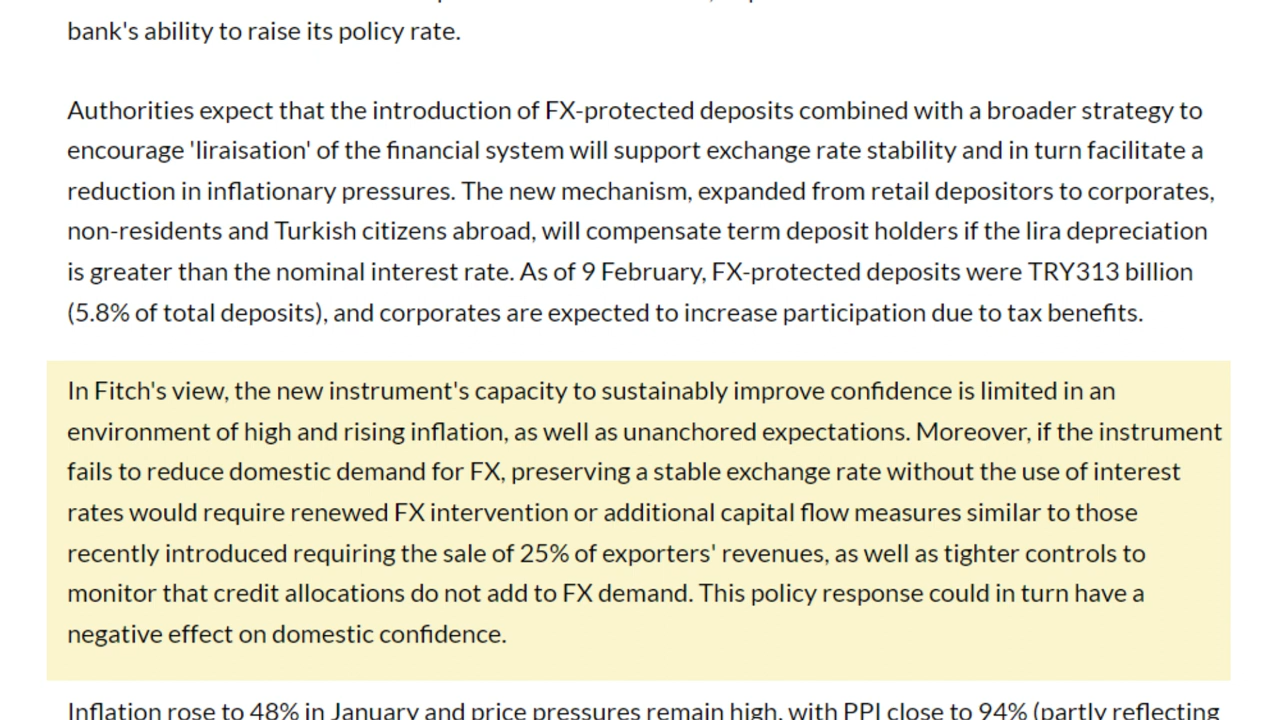 bank's ability to raise its policy rate.
Authorities expect that the introduction of FX-protected deposits combined with a broader strategy to
encourage 'liraisation' of the financial system will support exchange rate stability and in turn facilitate a
reduction in inflationary pressures. The new mechanism, expanded from retail depositors to corporates,
non-residents and Turkish citizens abroad, will compensate term deposit holders if the lira depreciation
is greater than the nominal interest rate. As of 9 February, FX-protected deposits were TRY313 billion
(5.8% of total deposits), and corporates are expected to increase participation due to tax benefits.
In Fitch's view, the new instrument's capacity to sustainably improve confidence is limited in an
environment of high and rising inflation, as well as unanchored expectations. Moreover, if the instrument
fails to reduce domestic demand for FX, preserving a stable exchange rate without the use of interest
rates would require renewed FX intervention or additional capital flow measures similar to those
recently introduced requiring the sale of 25% of exporters' revenues, as well as tighter controls to
monitor that credit allocations do not add to FX demand. This policy response could in turn have a
negative effect on domestic confidence.
Inflation rose to 48% in January and price pressures remain high, with PPI close to 94% (partly reflecting